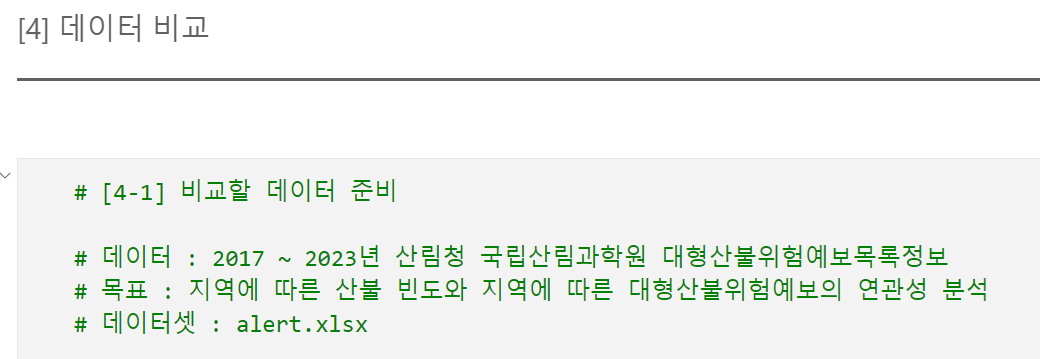 [4] 데이터 비교
# [4-1] 비교할 데이터 준비
# 데이터 : 2017 ~ 2023년 산림청 국립산림과학원 대형산불위험예보목록정보
# 목표 : 지역에 따른 산불 빈도와 지역에 따른 대형산불위험예보의 연관성 분석
# 데이터셋 : alert.xlsx